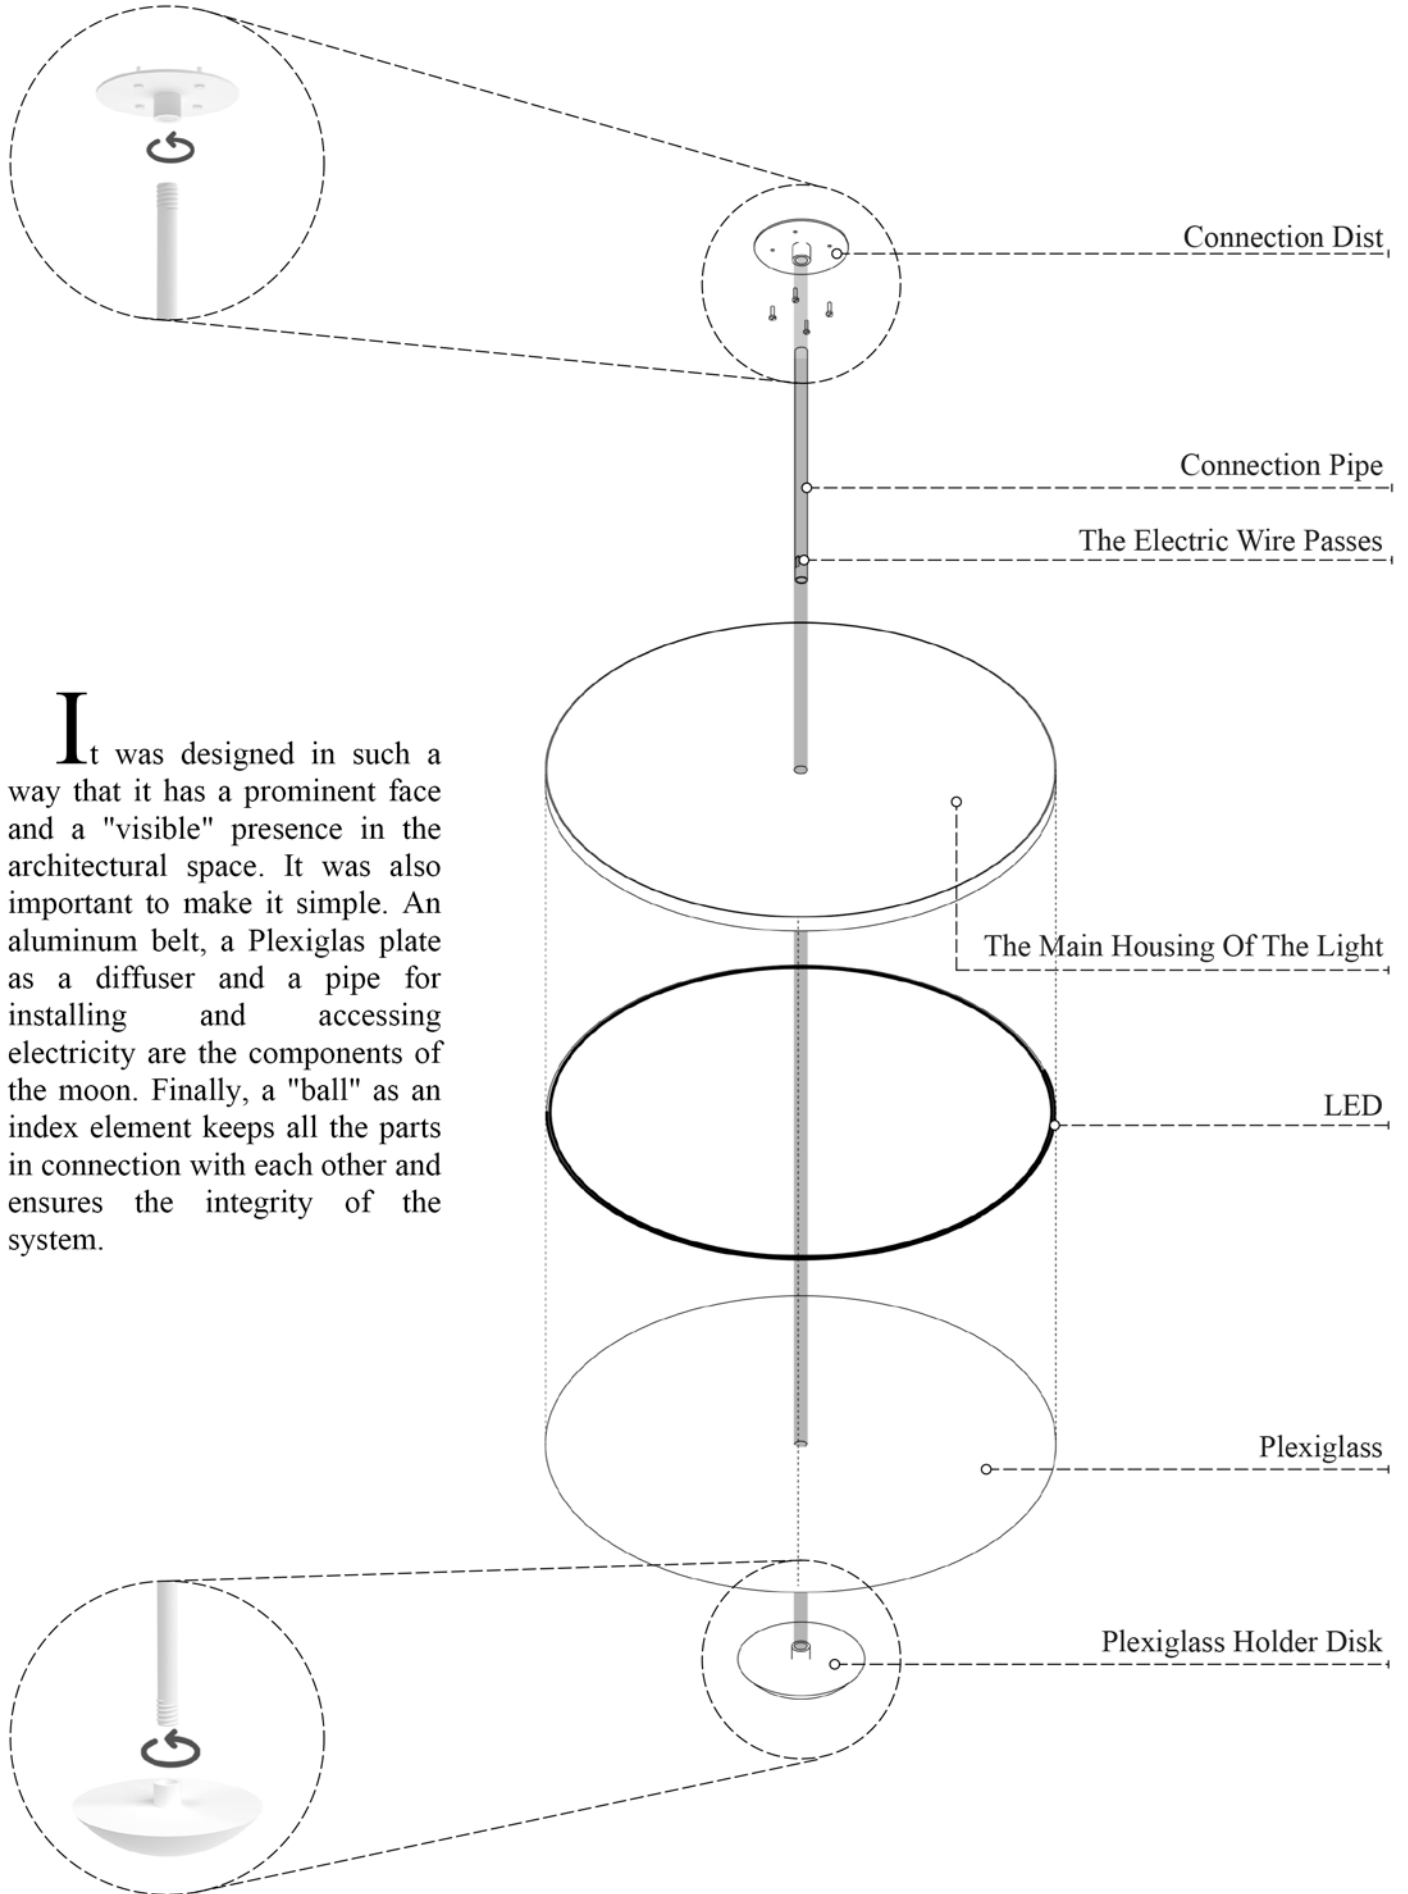 Connection Dist
Connection Pipe
The Electric Wire Passes
It was designed in such a
way that it has a prominent face
and a "visible" presence in the
architectural space. It was also
important to make it simple. An
aluminum belt, a Plexiglas plate
as a diffuser and a pipe for
installing and accessing
electricity are the components of
the moon. Finally, a "ball" as an
index element keeps all the parts
in connection with each other and
ensures the integrity of the
system.
The Main Housing Of The Light
LED
Plexiglass
Plexiglass Holder Disk